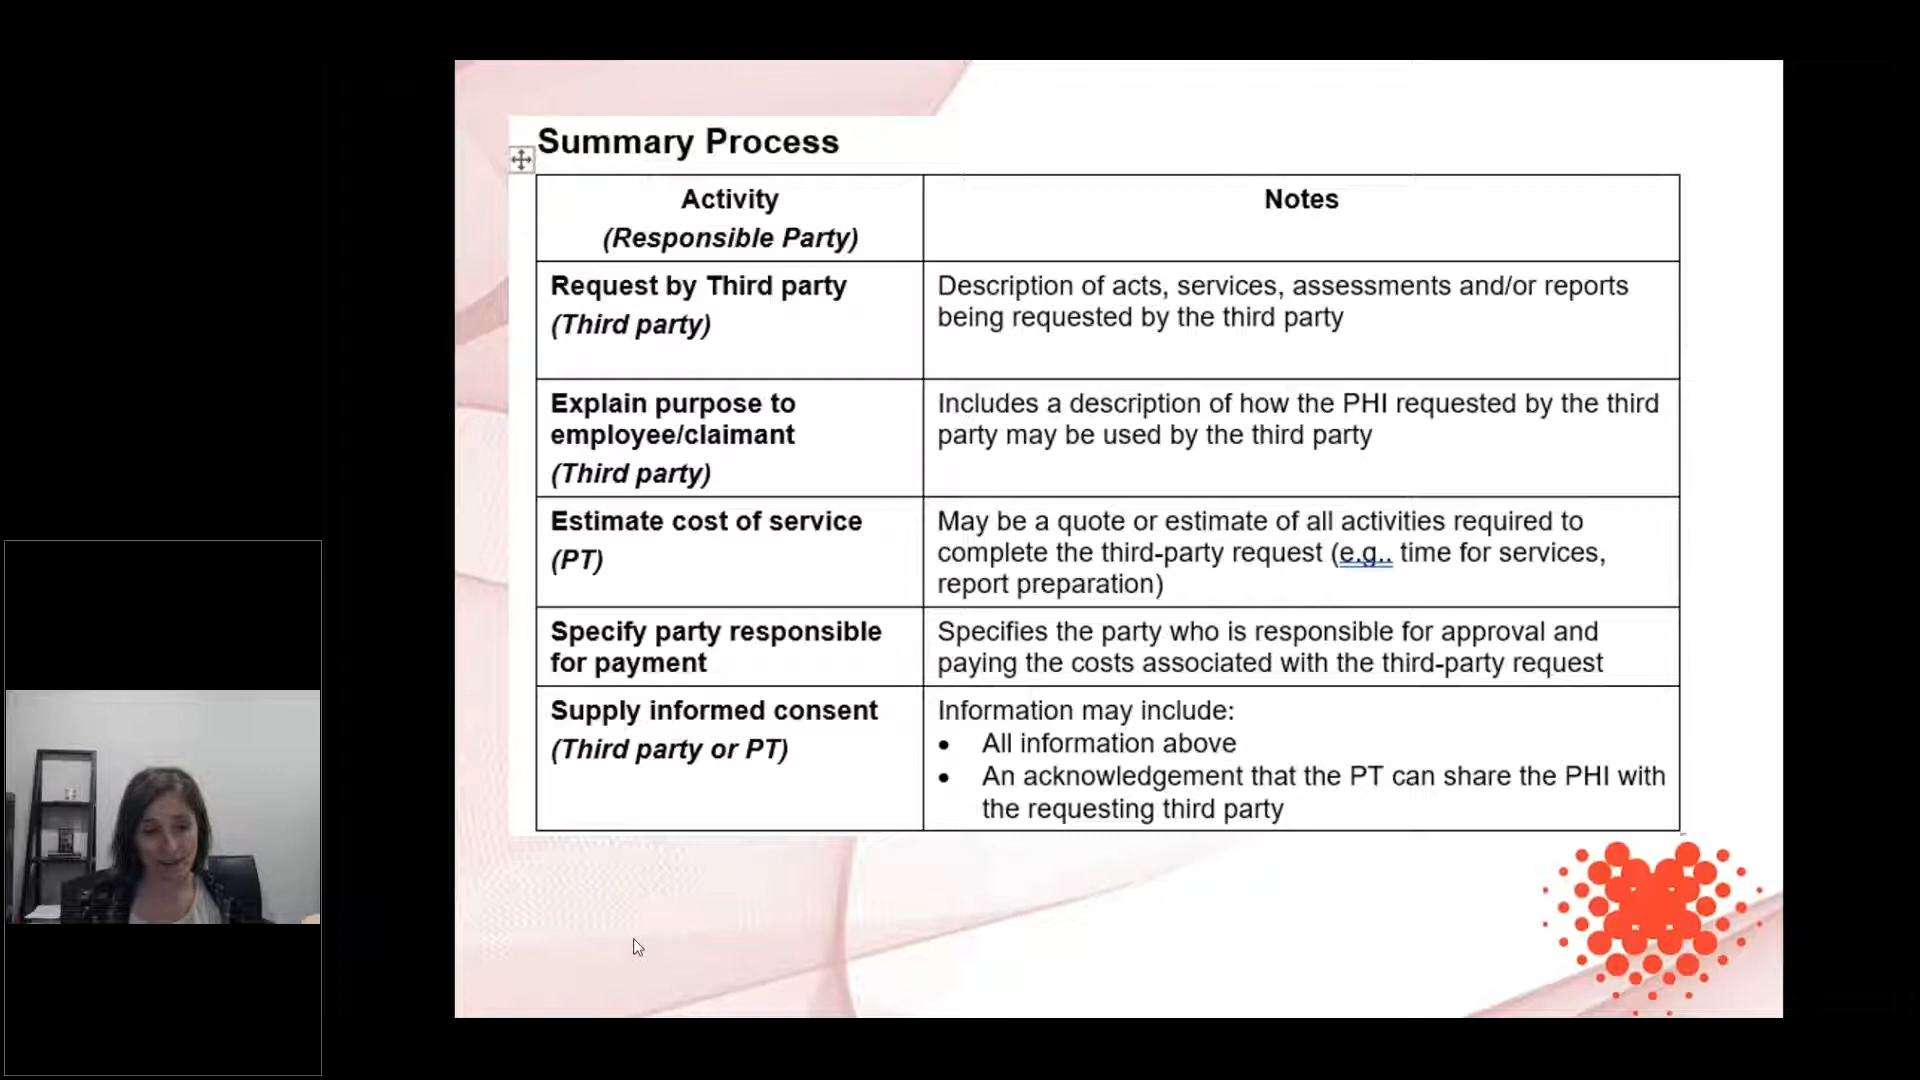 Summary Process
Activity
(Responsible Party)
Notes
Request by Third party
(Third party)
Description of acts, services, assessments and/or reports
being requested by the third party
Explain purpose to
employee/claimant
(Third party)
Includes a description of how the PHI requested by the third
party may be used by the third party
Estimate cost of service
(PT)
May be a quote or estimate of all activities required to
complete the third-party request (e.g.. time for services,
report preparation)
Specify party responsible
for payment
Specifies the party who is responsible for approval and
paying the costs associated with the third-party request
Supply informed consent
(Third party or PT)
Information may include:
• All information above
• An acknowledgement that the PT can share the PHI with
the requesting third party